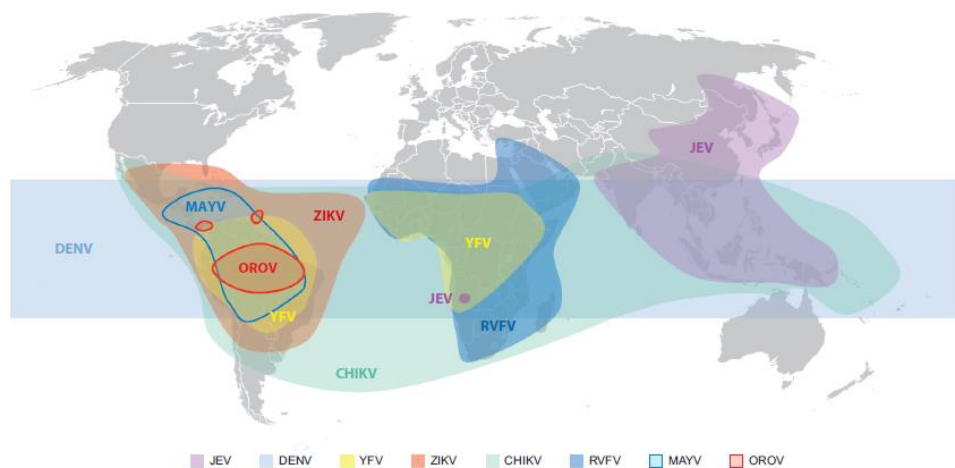 JEV
MAYV
ZIKV
DENV
YFV
OROV
JEV
YFV
RVFV
CHIKV
JEV DENV YFV ZIKV CHIKV RVFV MAYV OROV